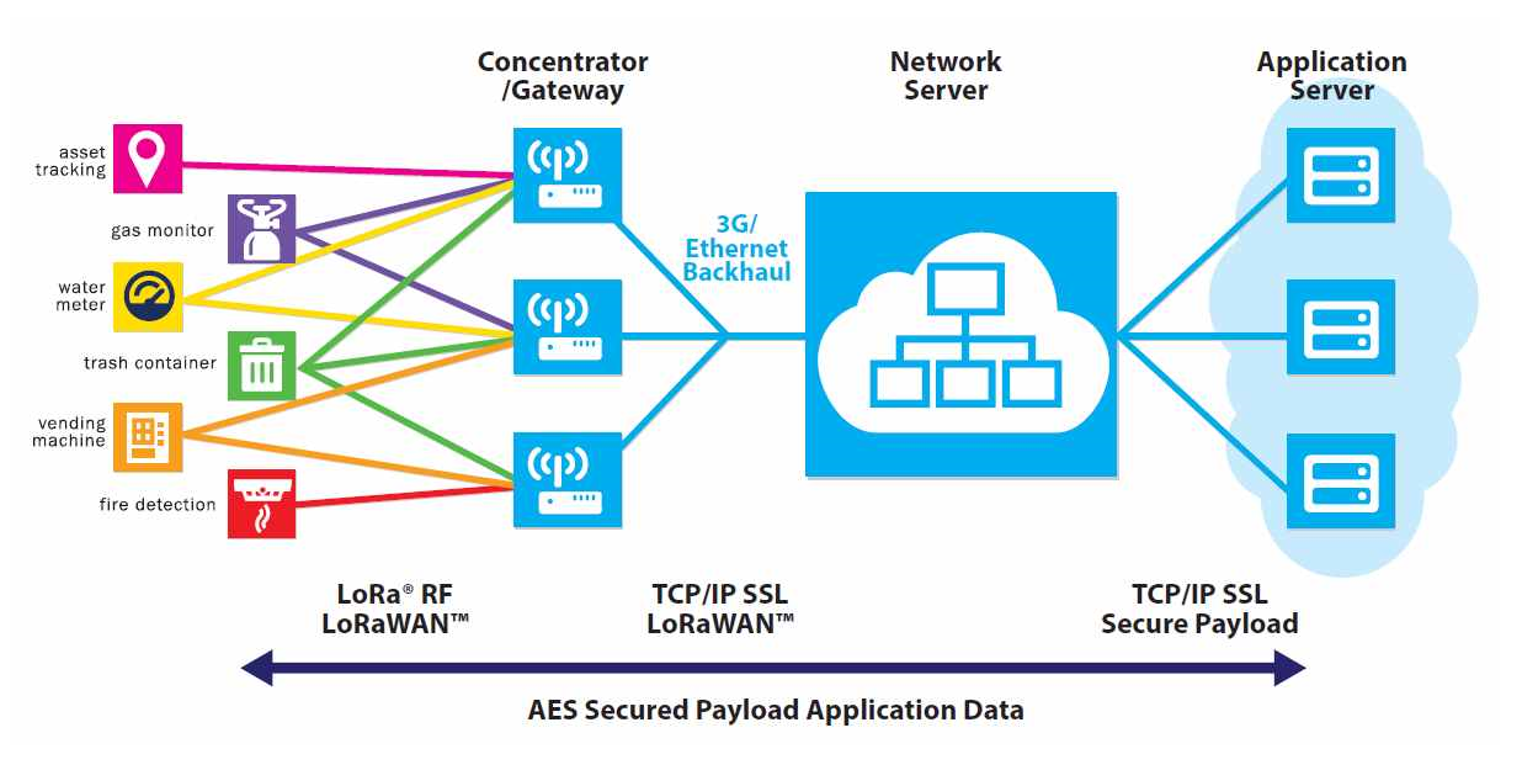 Concentrator
/Gateway
Network
Server
Application
Server
asset
tracking
gas monitor
water
meter
trash container
vending
machine
fire detection
3G/
Ethernet
Backhaul
LoRa® RF
LoRaWAN™
TCP/IP SSL
LoRaWAN™
TCP/IP SSL
Secure Payload
AES Secured Payload Application Data